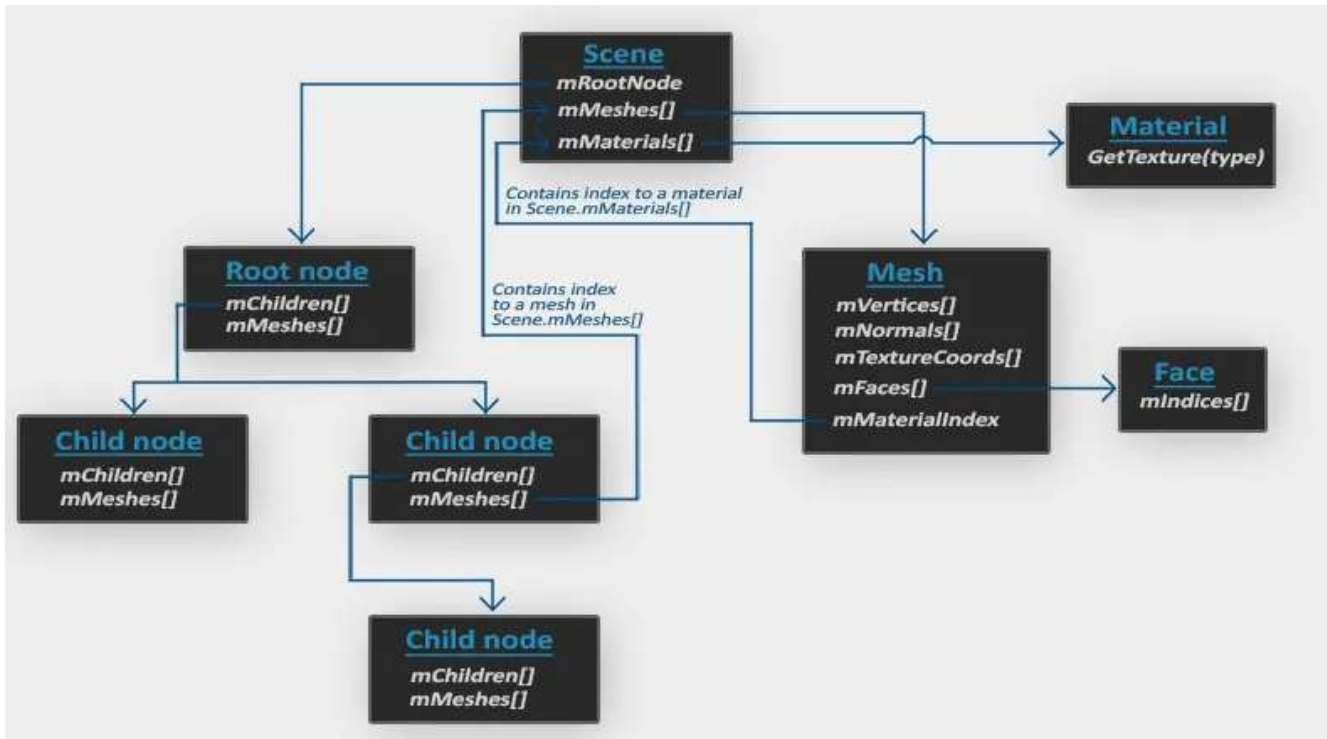 Scene
mRootNode
mMeshes[]
mMaterials[]
Material
GetTexture(type)
Contains index to a material
in Scene.mMaterials[]
Root node
mChildren[]
mMeshes[]
Contains index
to a mesh in
Scene.mMeshes[]
Mesh
mVertices[]
mNormals[]
mTextureCoords[]
mFaces[]
mMaterialIndex
Face
mIndices[]
Child node
mChildren[]
mMeshes[]
Child node
mChildren[]
mMeshes[]
Child node
mChildren[]
mMeshes[]